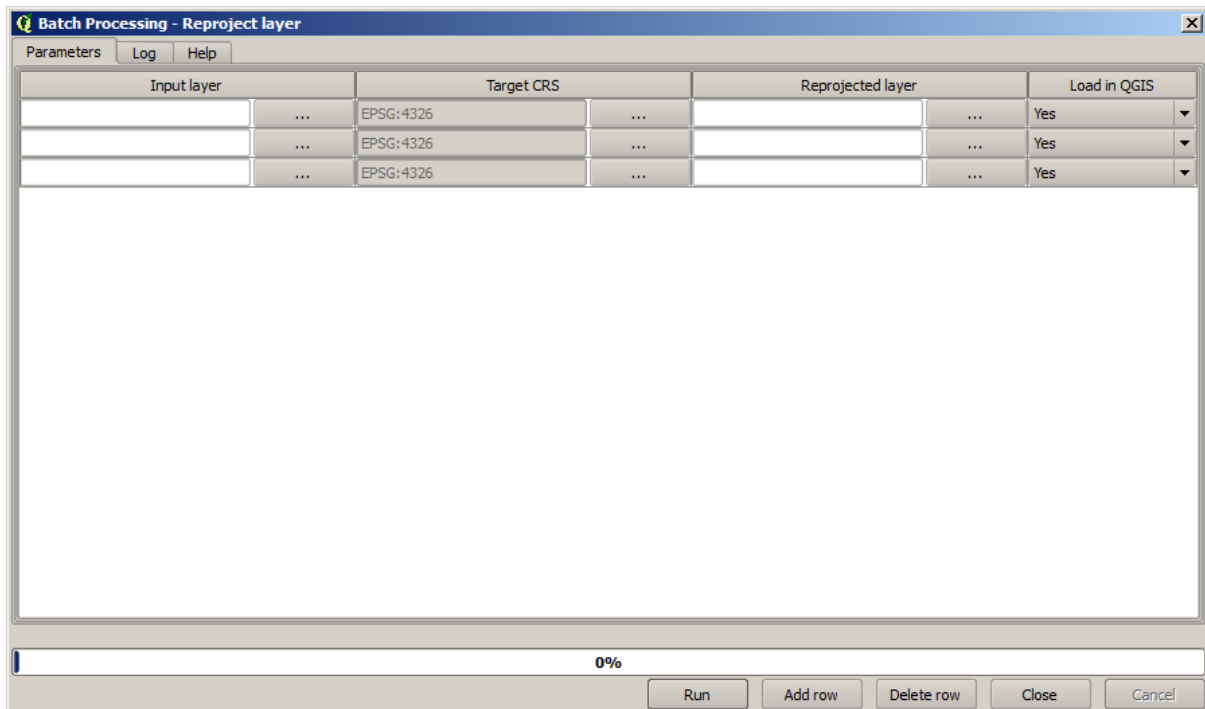 Batch Processing - Reproject layer
Parameters Log Help
Input layer Target CRS Reprojected layer Load in QGIS
... EPSG:4326 ... ... Yes
... EPSG:4326 ... ... Yes
... EPSG:4326 ... ... Yes
0%
Run Add row Delete row Close Cancel